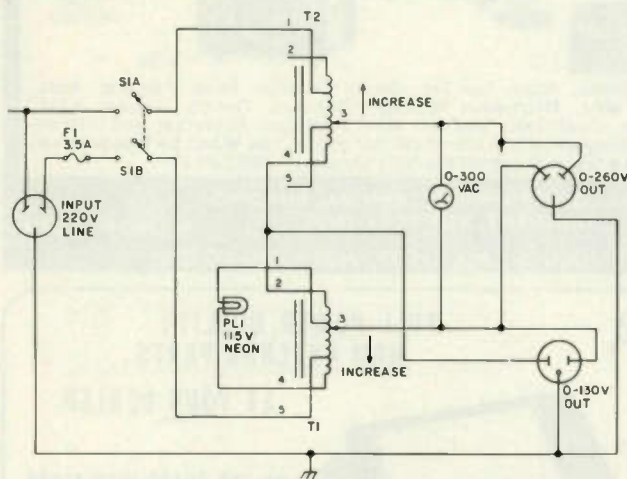 T2
1
2
S1A
INCREASE
3
F1
3.5A
4
0-300
VAC
0-260V
OUT
5
S1B
INPUT
220V
LINE
1
2
PL1
115V
NEON
3
INCREASE
4
0-130V
OUT
5
T1